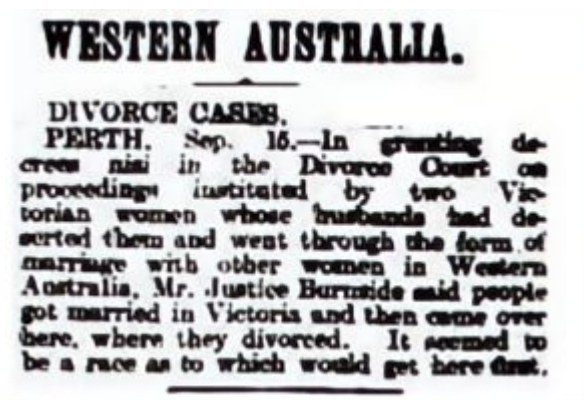 WESTERN AUSTRALIA.
DIVORCE CASES.
PERTH, Sep. 15.—In granting de-
crees nisi in the Divorce Court on
proceedings instituted by two Vic-
torian women whose husbands had de-
serted them and went through the form of
marriage with other women in Western
Australia, Mr. Justice Burnside said people
got married in Victoria and then came over
here, where they divorced. It seemed to
be a race as to which would get here first.